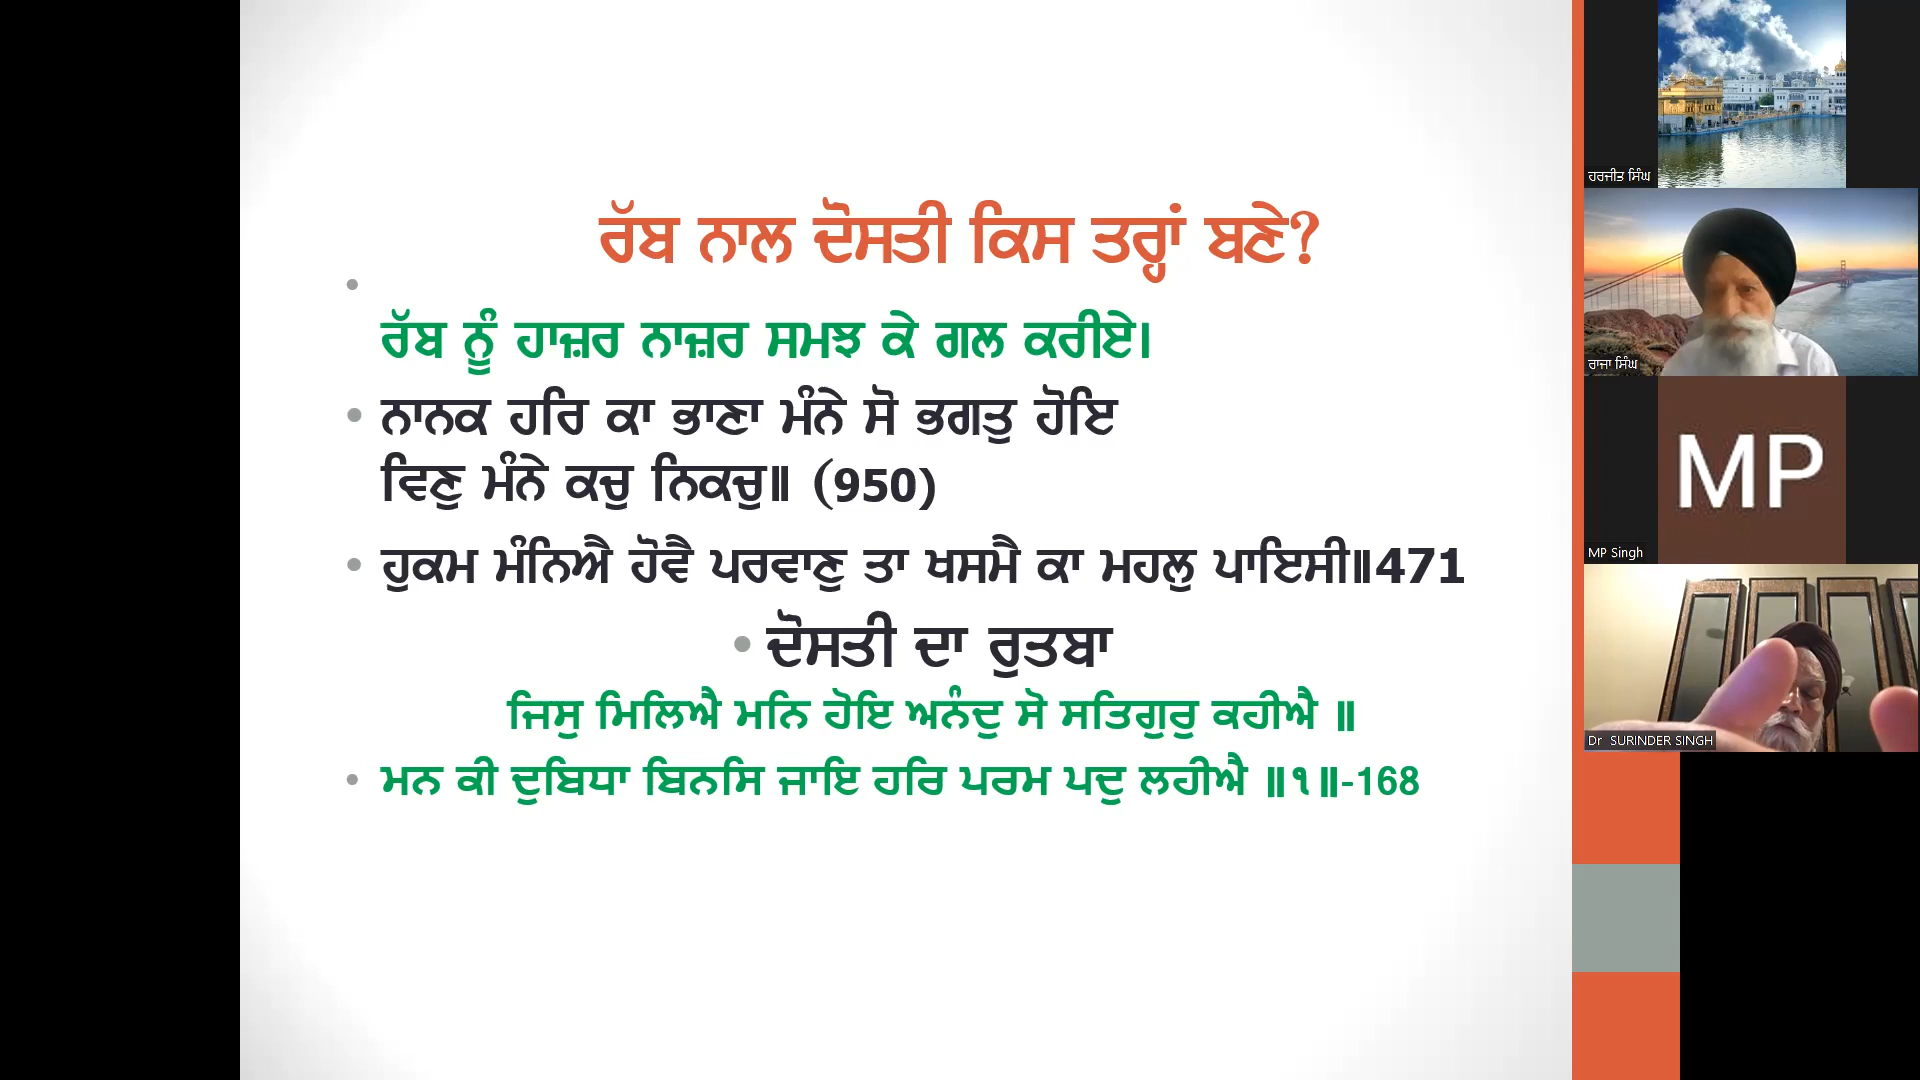 ਰੱਬ ਨਾਲ ਦੋਸਤੀ ਕਿਸ ਤਰ੍ਹਾਂ ਬਣੇ?
ਰੱਬ ਨੂੰ ਹਾਜ਼ਰ ਨਾਜ਼ਰ ਸਮਝ ਕੇ ਗਲ ਕਰੀਏ।
• ਨਾਨਕ ਹਰਿ ਕਾ ਭਾਣਾ ਮੰਨੇ ਸੋ ਭਗਤੁ ਹੋਇ
ਵਿਣੁ ਮੰਨੇ ਕਚੁ ਨਿਕਚੁ॥ (950)
• ਹੁਕਮ ਮੰਨਿਐ ਹੋਵੈ ਪਰਵਾਣੁ ਤਾ ਖਸਮੈ ਕਾ ਮਹਲੁ ਪਾਇਸੀ॥471
• ਦੋਸਤੀ ਦਾ ਰੁਤਬਾ
ਜਿਸੁ ਮਿਲਿਐ ਮਨਿ ਹੋਇ ਅਨੰਦੁ ਸੋ ਸਤਿਗੁਰੁ ਕਹੀਐ ॥
• ਮਨ ਕੀ ਦੁਬਿਧਾ ਬਿਨਸਿ ਜਾਇ ਹਰਿ ਪਰਮ ਪਦੁ ਲਹੀਐ ॥੧॥-168
ਹਰਜੀਤ ਸਿੰਘ
ਰਾਜਾ ਸਿੰਘ
MP
MP Singh
Dr SURINDER SINGH